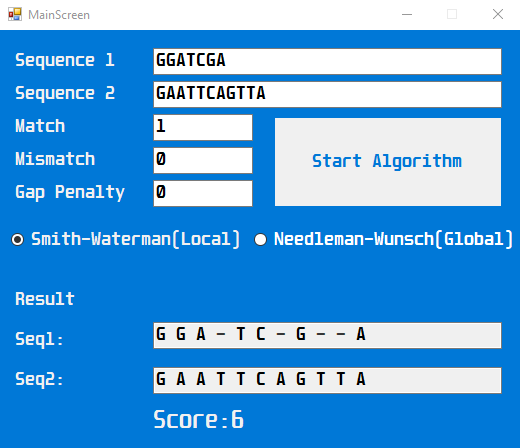 MainScreen
Sequence 1 GGATCGA
Sequence 2 GAATTCAGTTA
Match 1
Mismatch 0
Start Algorithm
Gap Penalty 0
Smith-Waterman(Local) Needleman-Wunsch(Global)
Result
Seq1: G G A - T C - G - - A
Seq2: G A A T T C A G T T A
Score:6